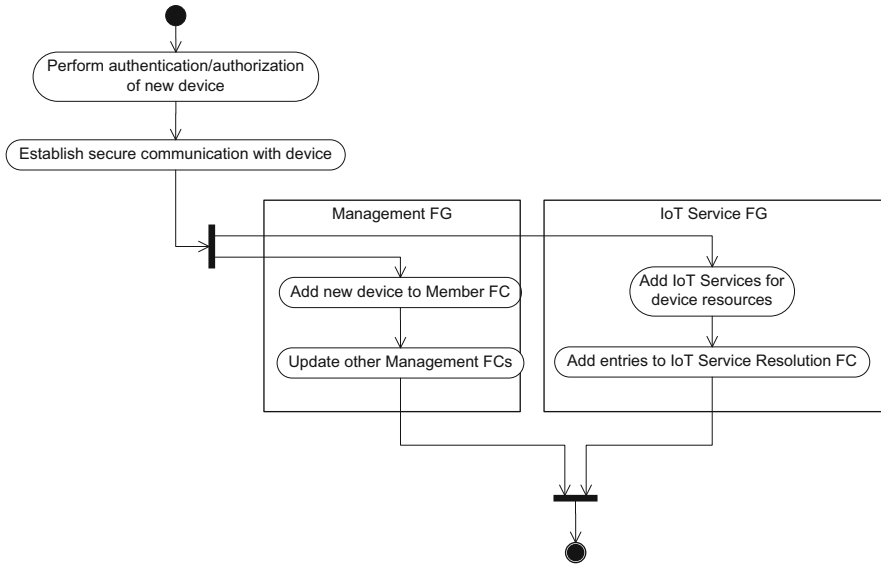 Perform authentication/authorization
of new device
Establish secure communication with device
Management FG
IoT Service FG
Add new device to Member FC
Add IoT Services for
device resources
Update other Management FCs
Add entries to IoT Service Resolution FC